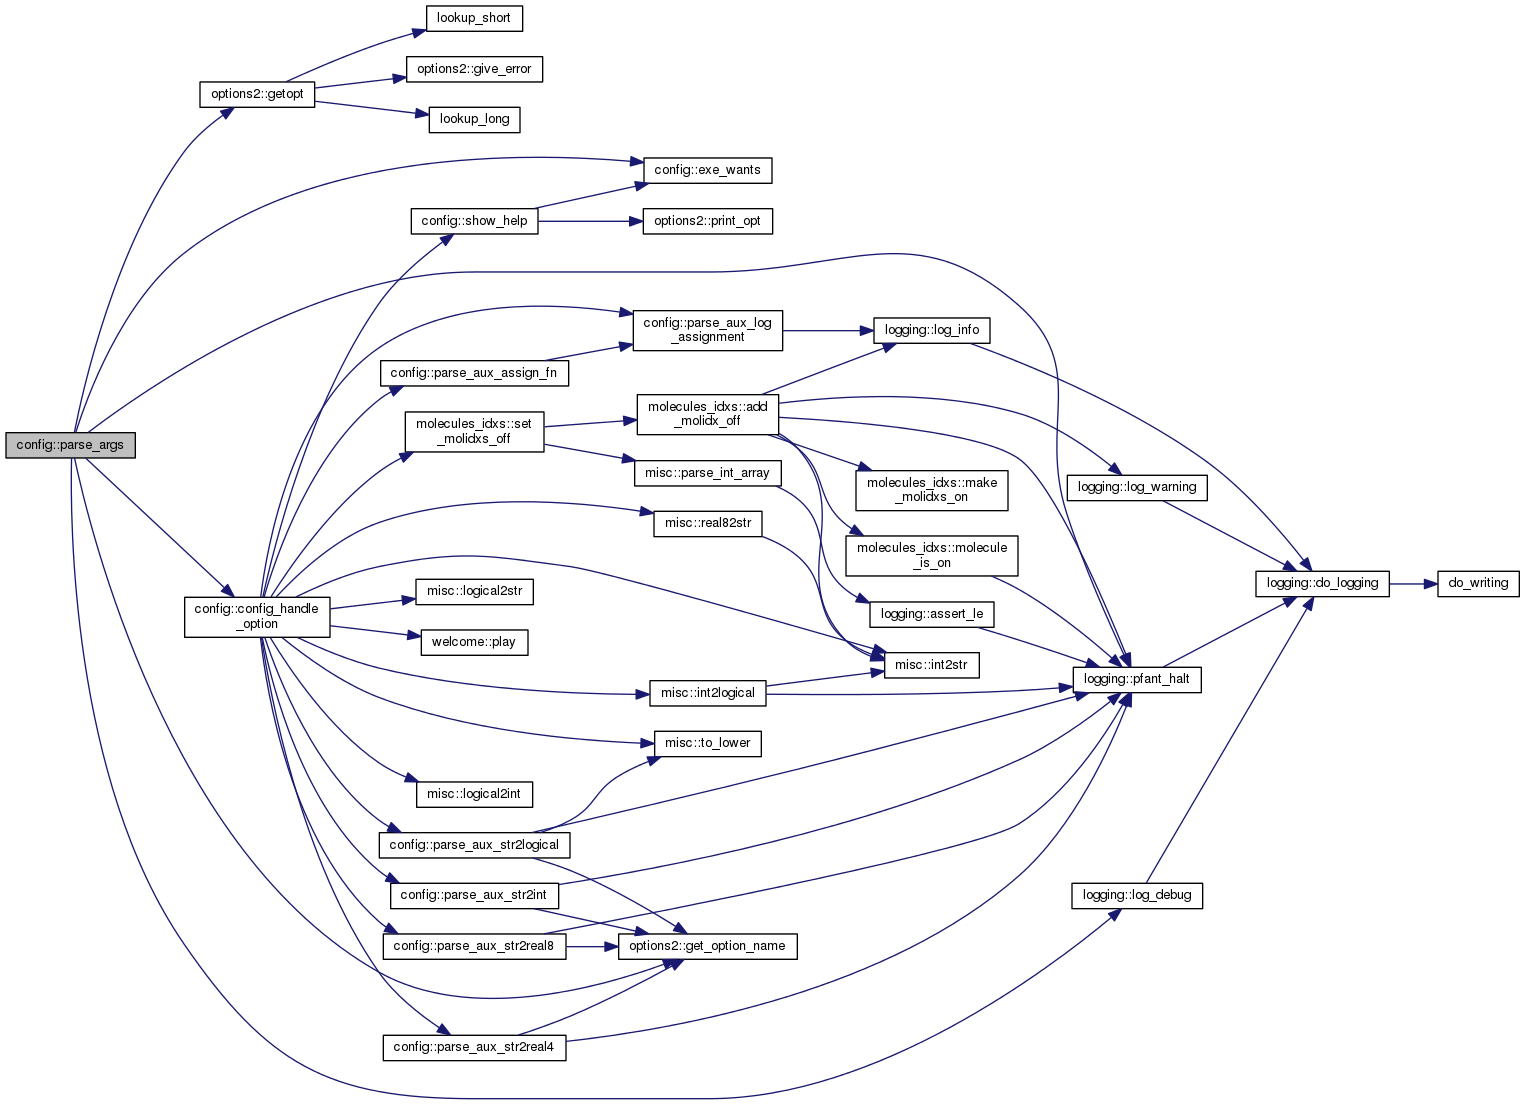 lookup_short
options2::give_error
options2::getopt
lookup_long
config::exe_wants
config::show_help
options2::print_opt
config::parse_aux_log
_assignment
logging::log_info
config::parse_aux_assign_fn
molecules_idxs::add
_molidx_off
molecules_idxs::set
_molidxs_off
config::parse_args
misc::parse_int_array
molecules_idxs::make
_molidxs_on
logging::log_warning
misc::real82str
molecules_idxs::molecule
_is_on
logging::do_logging
do_writing
misc::logical2str
config::config_handle
_option
logging::assert_le
welcome::play
misc::int2str
logging::pfant_halt
misc::int2logical
misc::to_lower
misc::logical2int
config::parse_aux_str2logical
config::parse_aux_str2int
logging::log_debug
config::parse_aux_str2real8
options2::get_option_name
config::parse_aux_str2real4